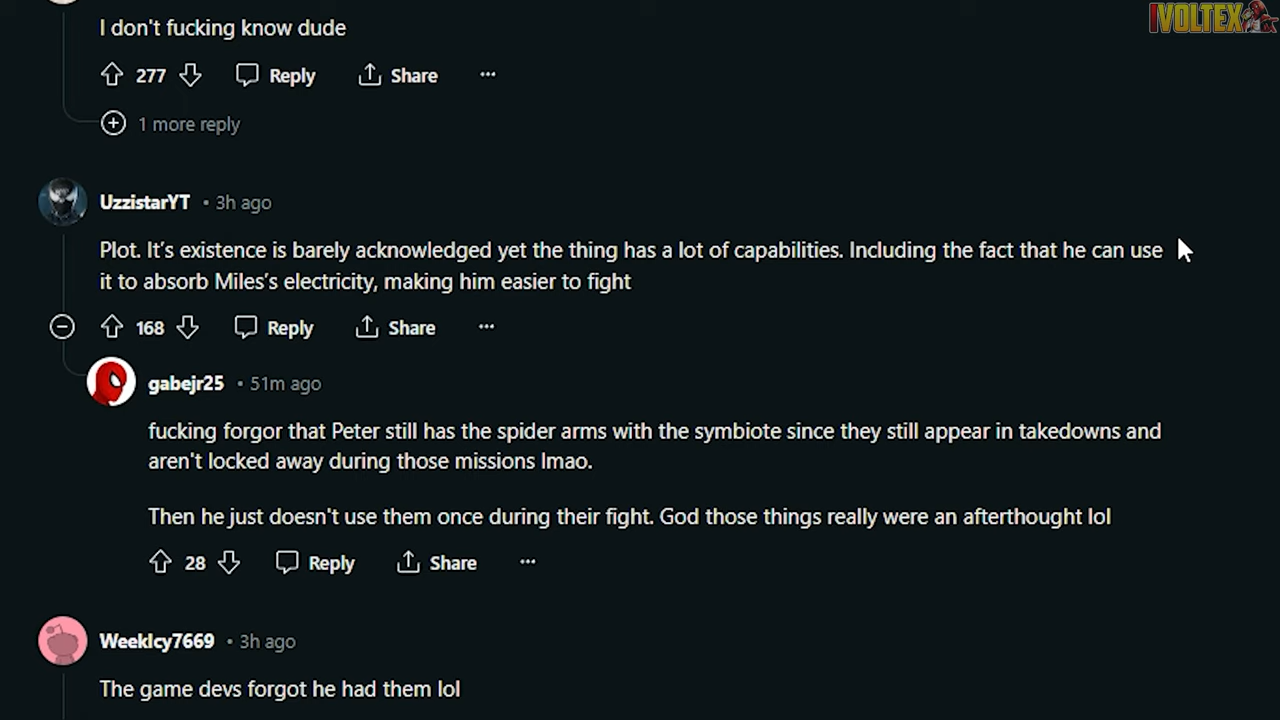 IVOLTEX
I don't fucking know dude
277 Reply Share ...
1 more reply
UzzistarYT • 3h ago
Plot. It's existence is barely acknowledged yet the thing has a lot of capabilities. Including the fact that he can use
it to absorb Miles's electricity, making him easier to fight
168 Reply Share ...
gabejr25 • 51m ago
fucking forgor that Peter still has the spider arms with the symbiote since they still appear in takedowns and
aren't locked away during those missions lmao.
Then he just doesn't use them once during their fight. God those things really were an afterthought lol
28 Reply Share ...
WeekIcy7669 • 3h ago
The game devs forgot he had them lol